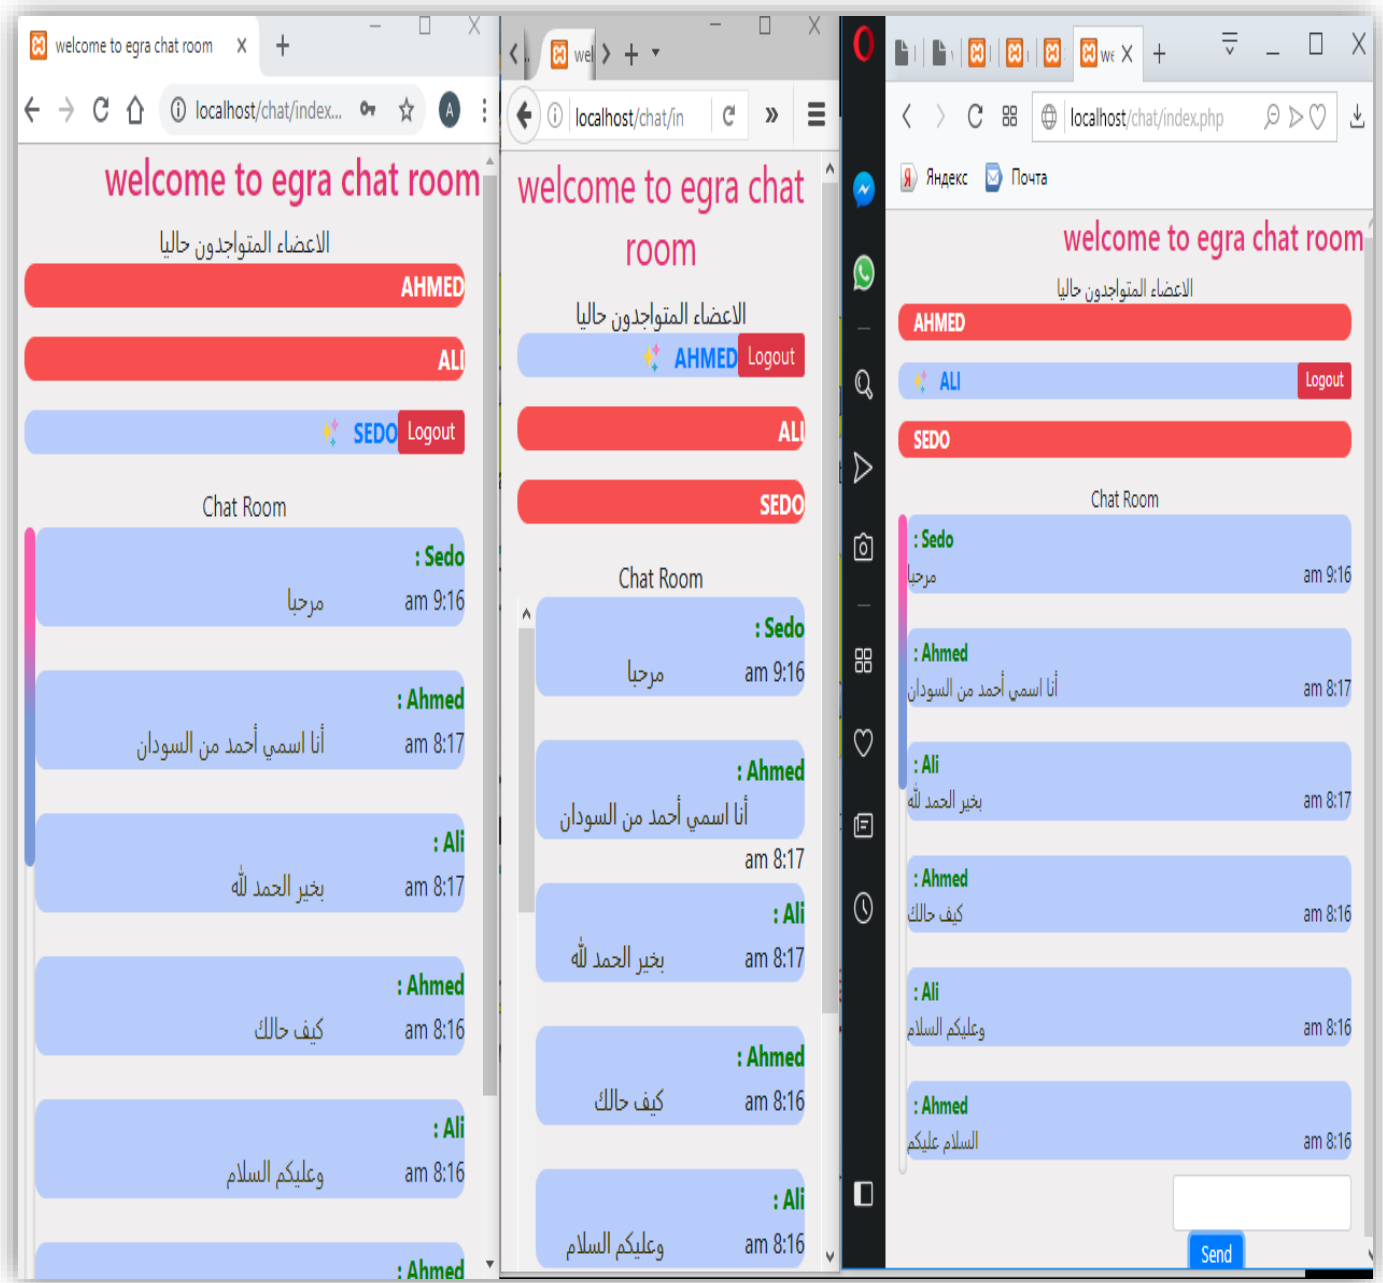 welcome to egra chat room
localhost/chat/index...
A
welcome to egra chat room
الاعضاء المتواجدون حاليا
AHMED
ALI
SEDO Logout
Chat Room
: Sedo
مرحبا am 9:16
: Ahmed
أنا اسمي أحمد من السودان am 8:17
: Ali
بخير الحمد لله am 8:17
: Ahmed
كيف حالك am 8:16
: Ali
وعليكم السلام am 8:16
: Ahmed
wel
localhost/chat/in
welcome to egra chat
room
الاعضاء المتواجدون حاليا
AHMED Logout
ALI
SEDO
Chat Room
: Sedo
مرحبا am 9:16
: Ahmed
أنا اسمي أحمد من السودان
am 8:17
: Ali
بخير الحمد لله am 8:17
: Ahmed
كيف حالك am 8:16
: Ali
وعليكم السلام am 8:16
we
localhost/chat/index.php
Я Яндекс Почта
welcome to egra chat room
الاعضاء المتواجدون حاليا
AHMED
ALI Logout
SEDO
Chat Room
: Sedo
مرحبا am 9:16
: Ahmed
أنا اسمي أحمد من السودان am 8:17
: Ali
بخير الحمد لله am 8:17
: Ahmed
كيف حالك am 8:16
: Ali
وعليكم السلام am 8:16
: Ahmed
السلام عليكم am 8:16
Send